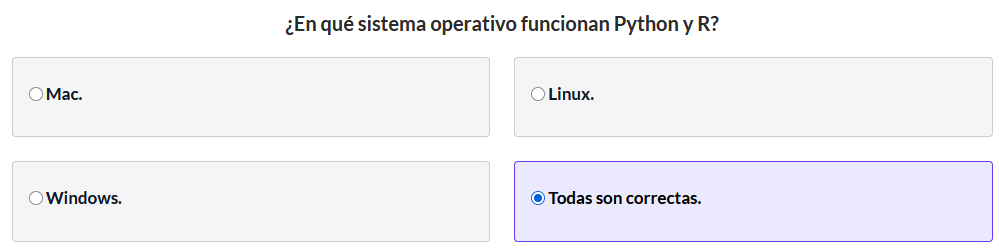 ¿En qué sistema operativo funcionan Python y R?
Mac.
Linux.
Windows.
Todas son correctas.